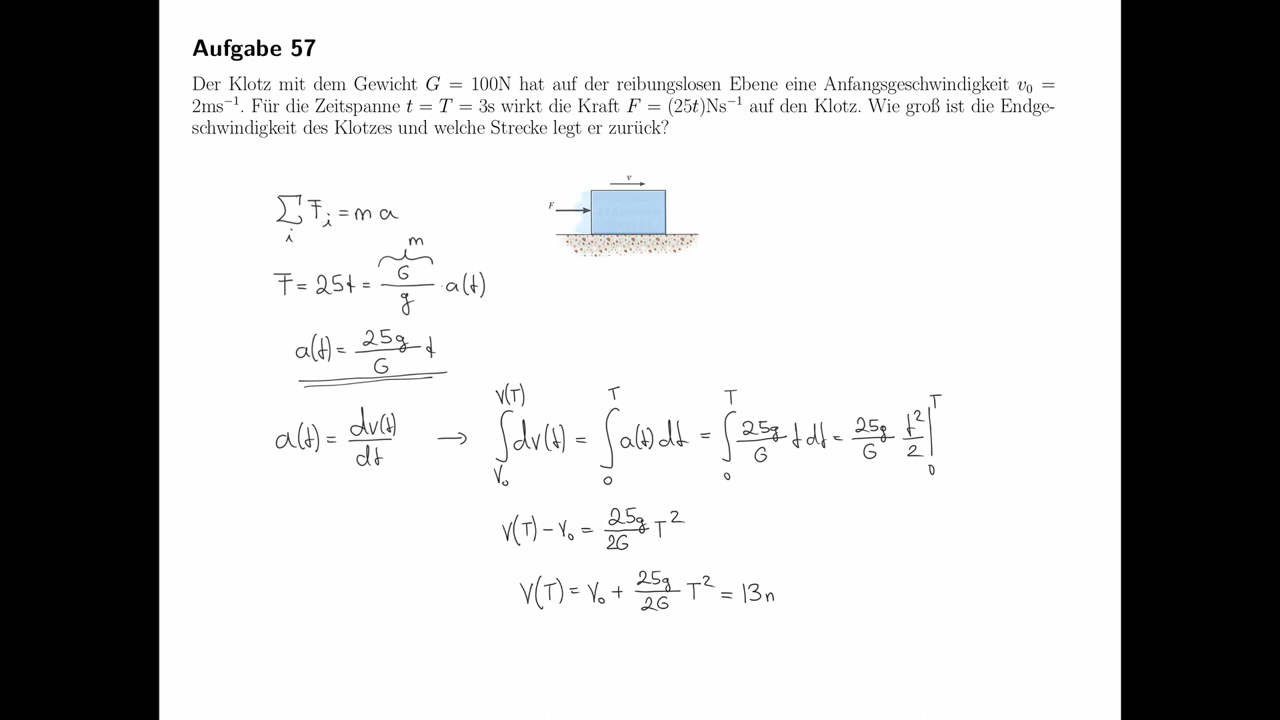 Aufgabe 57
Der Klotz mit dem Gewicht G = 100N hat auf der reibungslosen Ebene eine Anfangsgeschwindigkeit v₀ =
2ms⁻¹. Für die Zeitspanne t = T = 3s wirkt die Kraft F = (25t)Ns⁻¹ auf den Klotz. Wie groß ist die Endge-
schwindigkeit des Klotzes und welche Strecke legt er zurück?
v
F
∑_i F_i = m a
F = 25t = G/g · a(t)
m
a(t) = 25g/G t
a(t) = dv(t)/dt → ∫_{V₀}^{V(T)} dv(t) = ∫_0^T a(t) dt = ∫_0^T 25g/G t dt = 25g/G t²/2 |_0^T
V(T) − V₀ = 25g/2G T²
V(T) = V₀ + 25g/2G T² = 13n